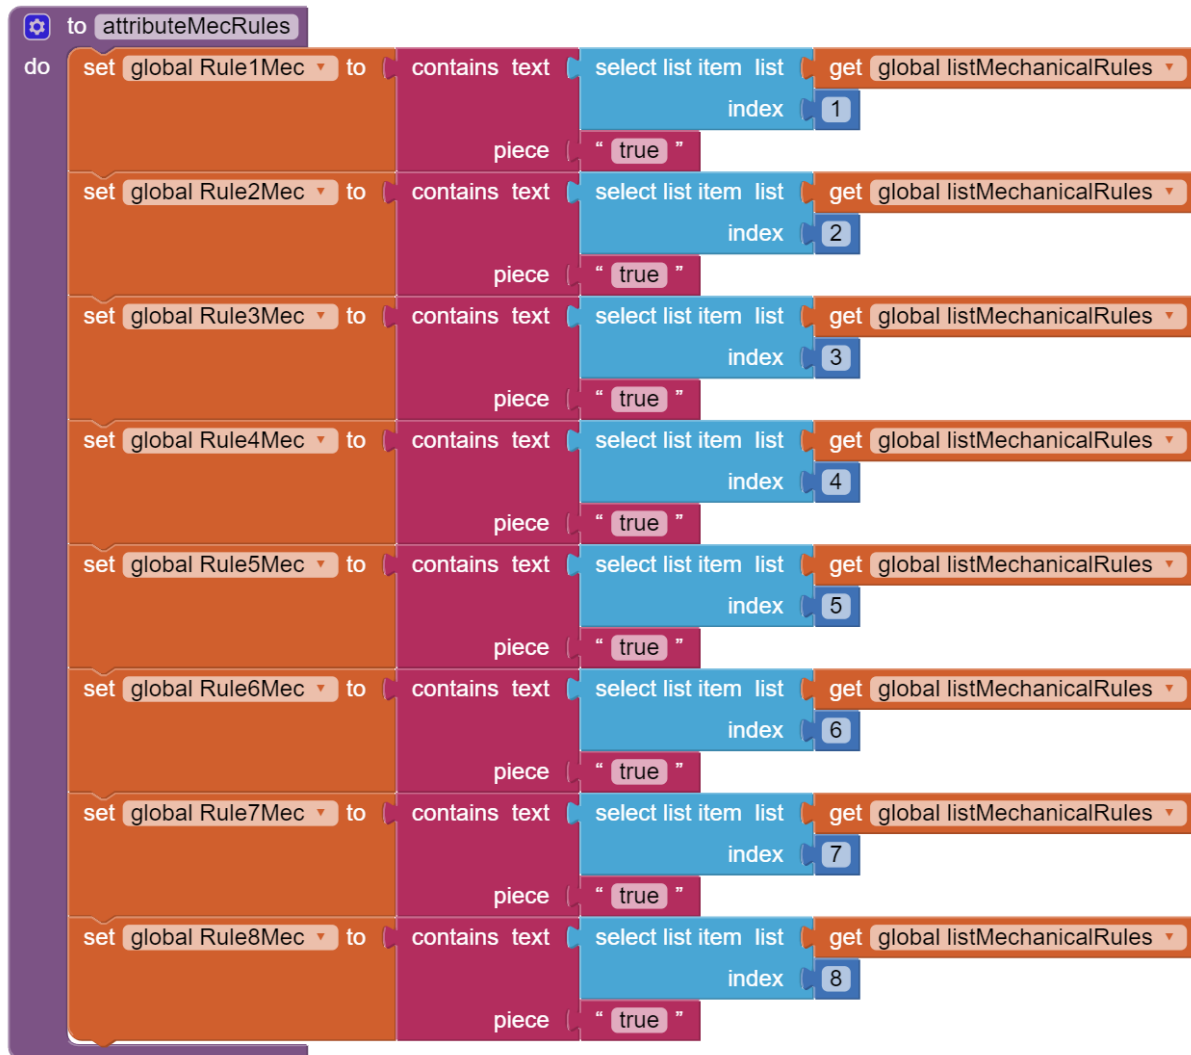 to attributeMecRules
do set global Rule1Mec to contains text select list item list get global listMechanicalRules
index 1
piece " true "
set global Rule2Mec to contains text select list item list get global listMechanicalRules
index 2
piece " true "
set global Rule3Mec to contains text select list item list get global listMechanicalRules
index 3
piece " true "
set global Rule4Mec to contains text select list item list get global listMechanicalRules
index 4
piece " true "
set global Rule5Mec to contains text select list item list get global listMechanicalRules
index 5
piece " true "
set global Rule6Mec to contains text select list item list get global listMechanicalRules
index 6
piece " true "
set global Rule7Mec to contains text select list item list get global listMechanicalRules
index 7
piece " true "
set global Rule8Mec to contains text select list item list get global listMechanicalRules
index 8
piece " true "